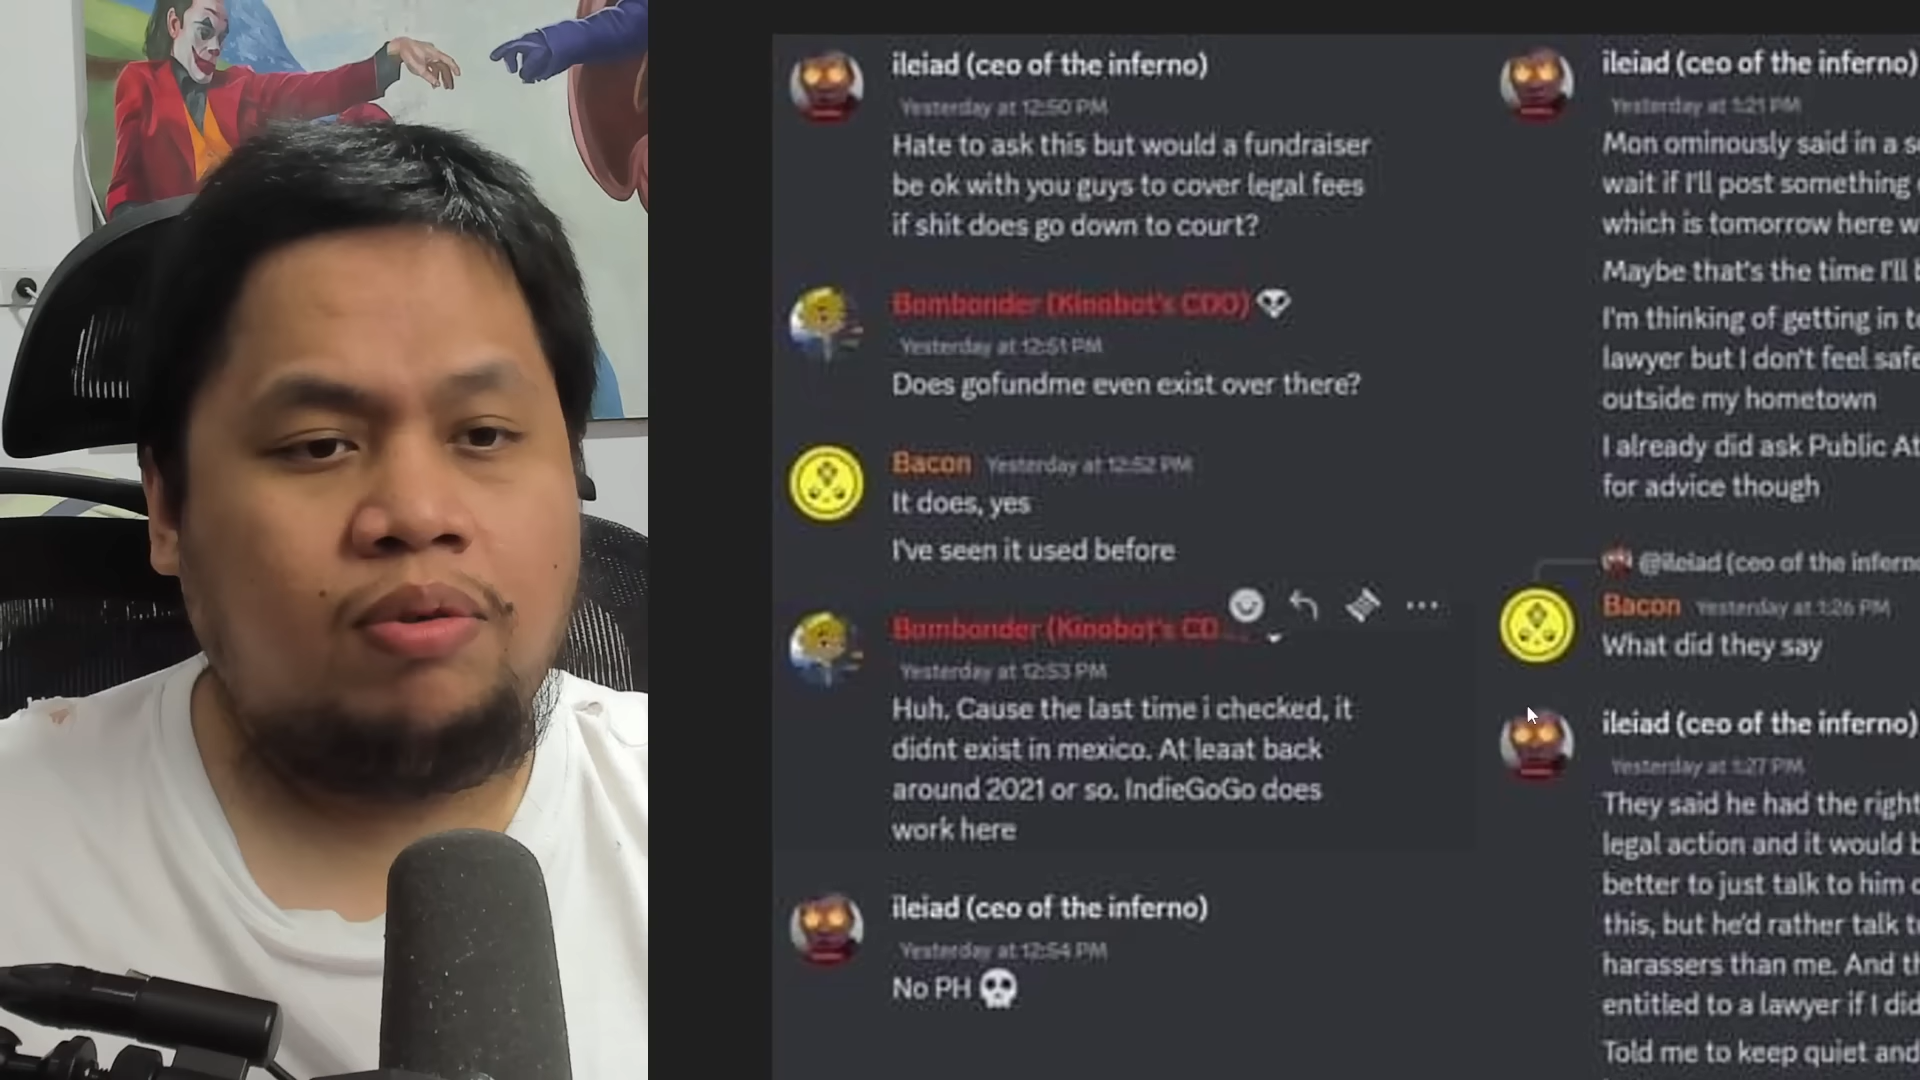 ileiad (ceo of the inferno)
Yesterday at 12:50 PM
Hate to ask this but would a fundraiser
be ok with you guys to cover legal fees
if shit does go down to court?
Bombonder (Kinobot's CDO)
Yesterday at 12:51 PM
Does gofundme even exist over there?
Bacon Yesterday at 12:52 PM
It does, yes
I've seen it used before
Bombonder (Kinobot's CD
Yesterday at 12:53 PM
Huh. Cause the last time i checked, it
didnt exist in mexico. At leaat back
around 2021 or so. IndieGoGo does
work here
ileiad (ceo of the inferno)
Yesterday at 12:54 PM
No PH 💀
ileiad (ceo of the inferno)
Yesterday at 1:21 PM
Mon ominously said in a
wait if I'll post something
which is tomorrow here
Maybe that's the time I'll
I'm thinking of getting in
lawyer but I don't feel safe
outside my hometown
I already did ask Public
for advice though
@ileiad (ceo of the
Bacon Yesterday at 1:26 PM
What did they say
ileiad (ceo of the inferno)
Yesterday at 1:27 PM
They said he had the right
legal action and it would
better to just talk to him
this, but he'd rather talk
harassers than me. And
entitled to a lawyer if I
Told me to keep quiet and